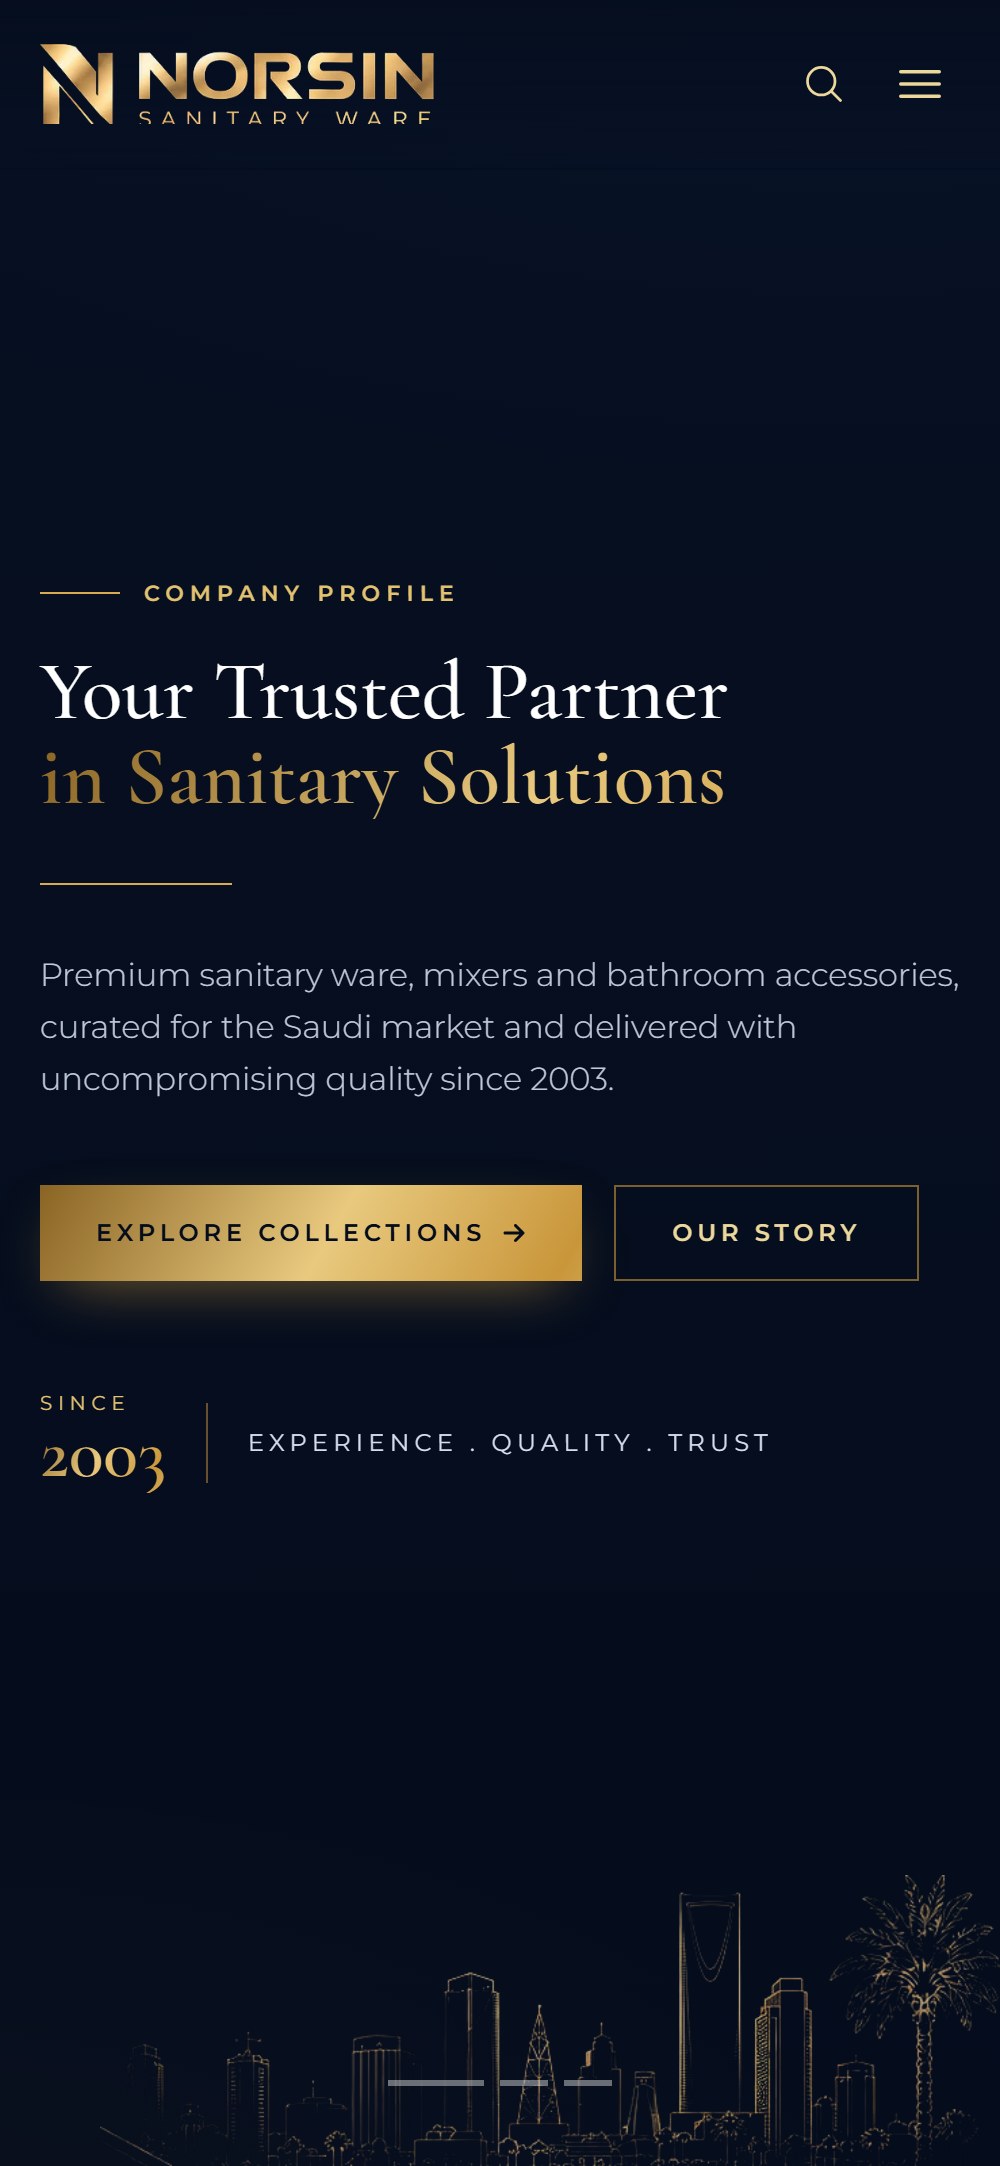 NORSIN
SANITARY WARE
COMPANY PROFILE
Your Trusted Partner
in Sanitary Solutions
Premium sanitary ware, mixers and bathroom accessories,
curated for the Saudi market and delivered with
uncompromising quality since 2003.
EXPLORE COLLECTIONS →
OUR STORY
SINCE
2003
EXPERIENCE . QUALITY . TRUST